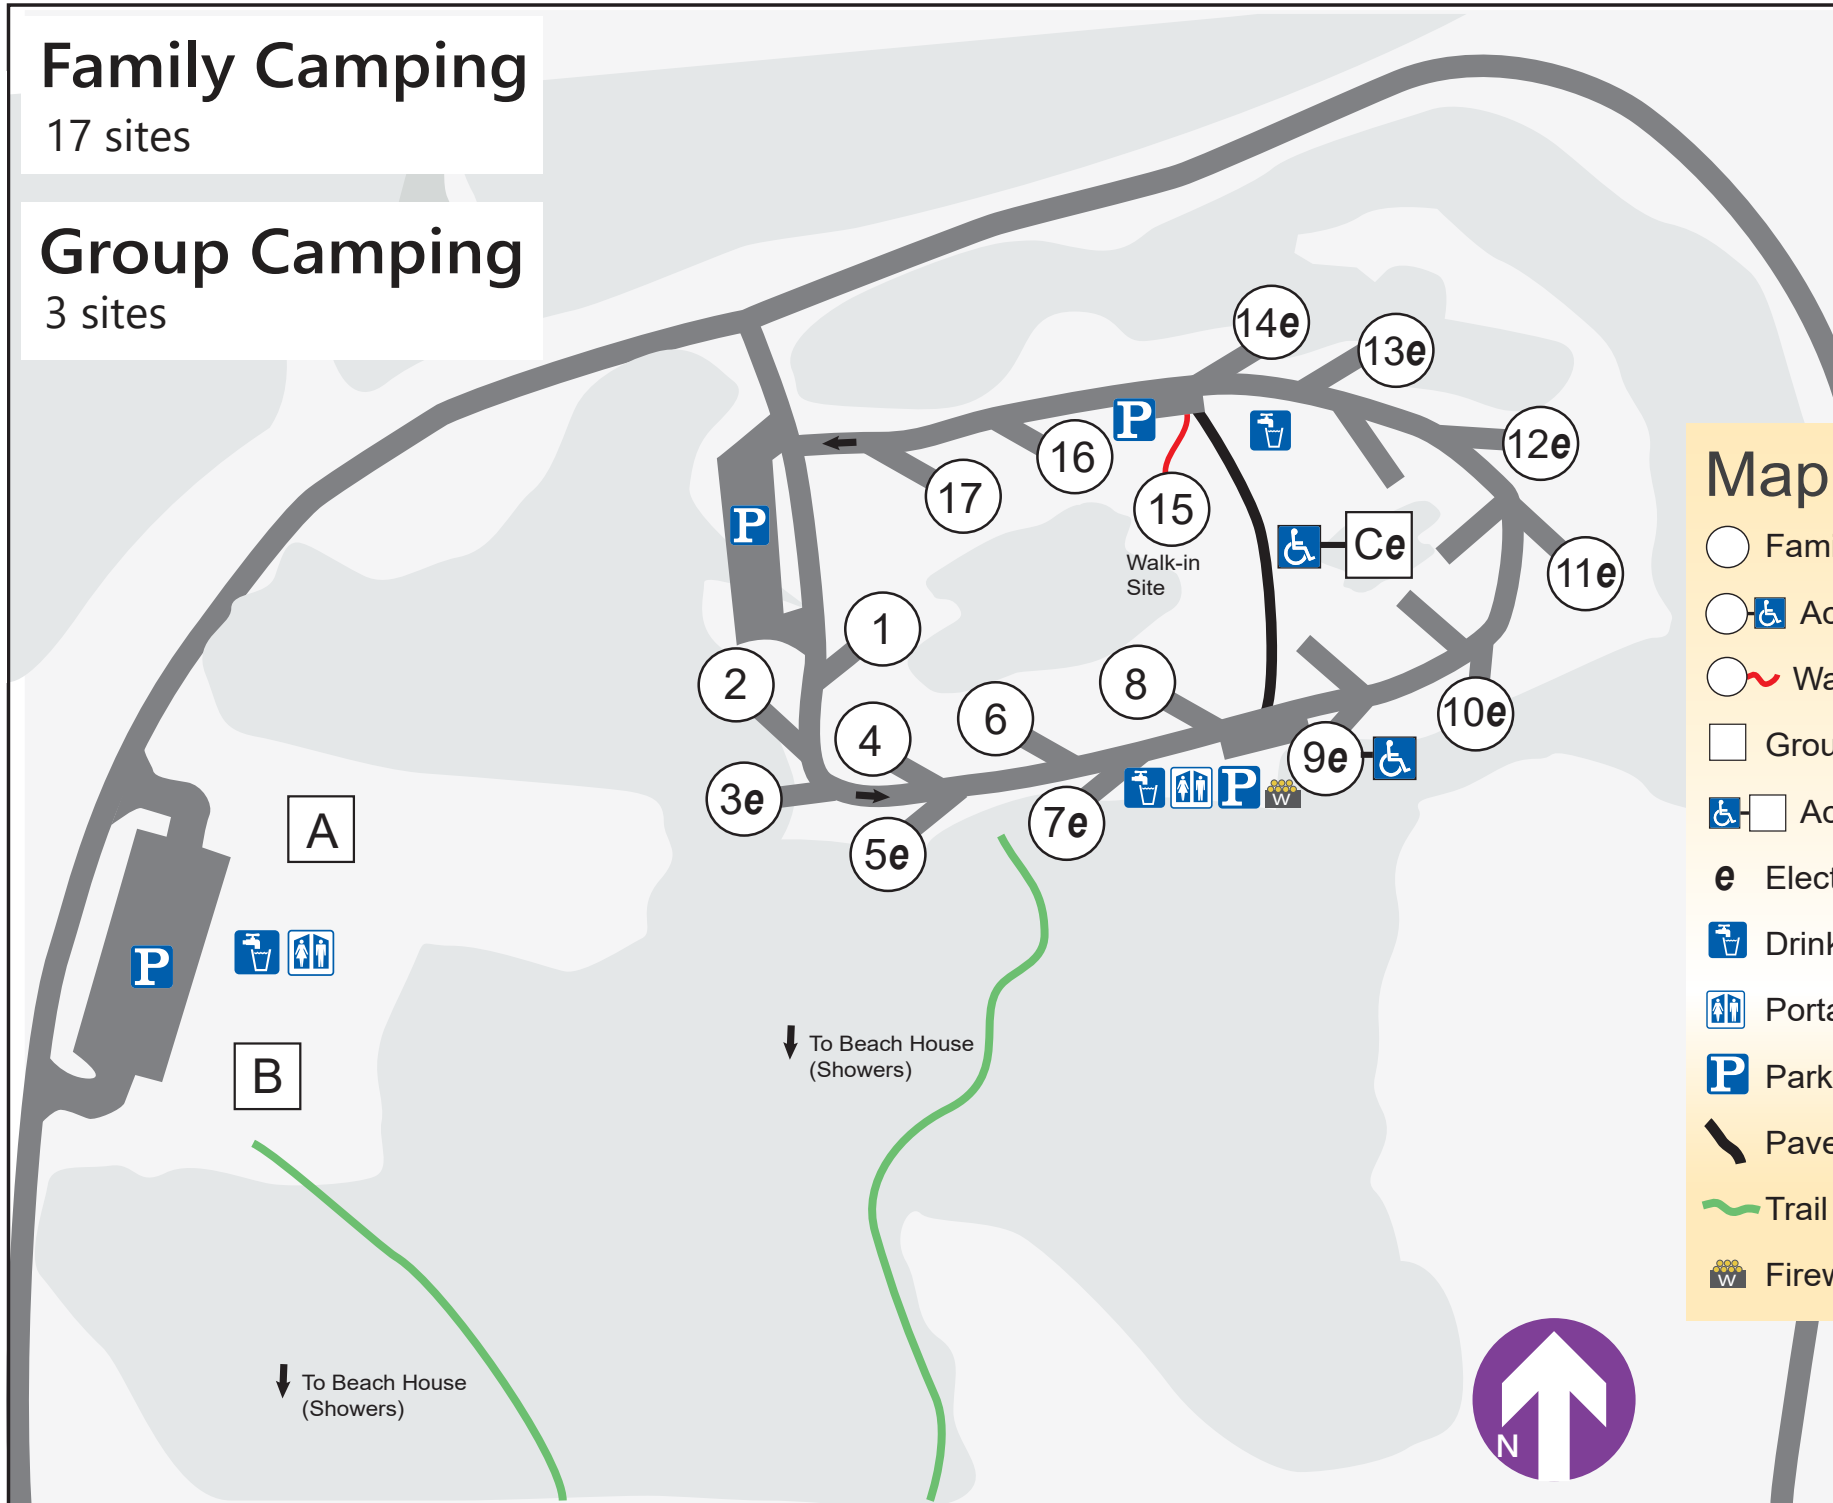 Family Camping
17 sites
Group Camping
3 sites
14e
13e
12e
11e
10e
9e
8
7e
6
5e
4
3e
2
1
17
16
15
Walk-in
Site
Ce
P
P
P
P
W
A
B
To Beach House
(Showers)
To Beach House
(Showers)
N
Map
Fami
Ac
Wa
Grou
Ac
e Elect
Drink
Porta
P Park
Pave
Trail
W Firew